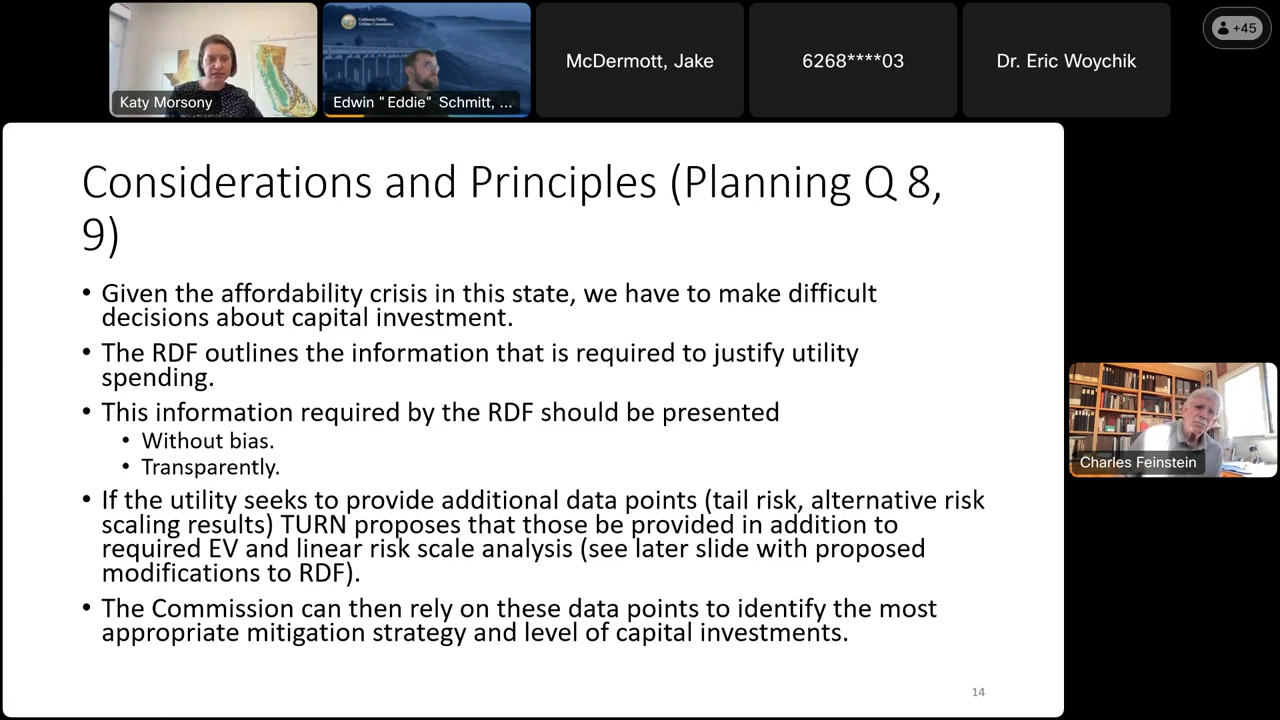 California Public
Utilities Commission
Katy Morsony
Edwin "Eddie" Schmitt, ...
McDermott, Jake
6268****03
Dr. Eric Woychik
+45
Considerations and Principles (Planning Q 8,
9)
• Given the affordability crisis in this state, we have to make difficult
decisions about capital investment.
• The RDF outlines the information that is required to justify utility
spending.
• This information required by the RDF should be presented
• Without bias.
• Transparently.
• If the utility seeks to provide additional data points (tail risk, alternative risk
scaling results) TURN proposes that those be provided in addition to
required EV and linear risk scale analysis (see later slide with proposed
modifications to RDF).
• The Commission can then rely on these data points to identify the most
appropriate mitigation strategy and level of capital investments.
14
Charles Feinstein